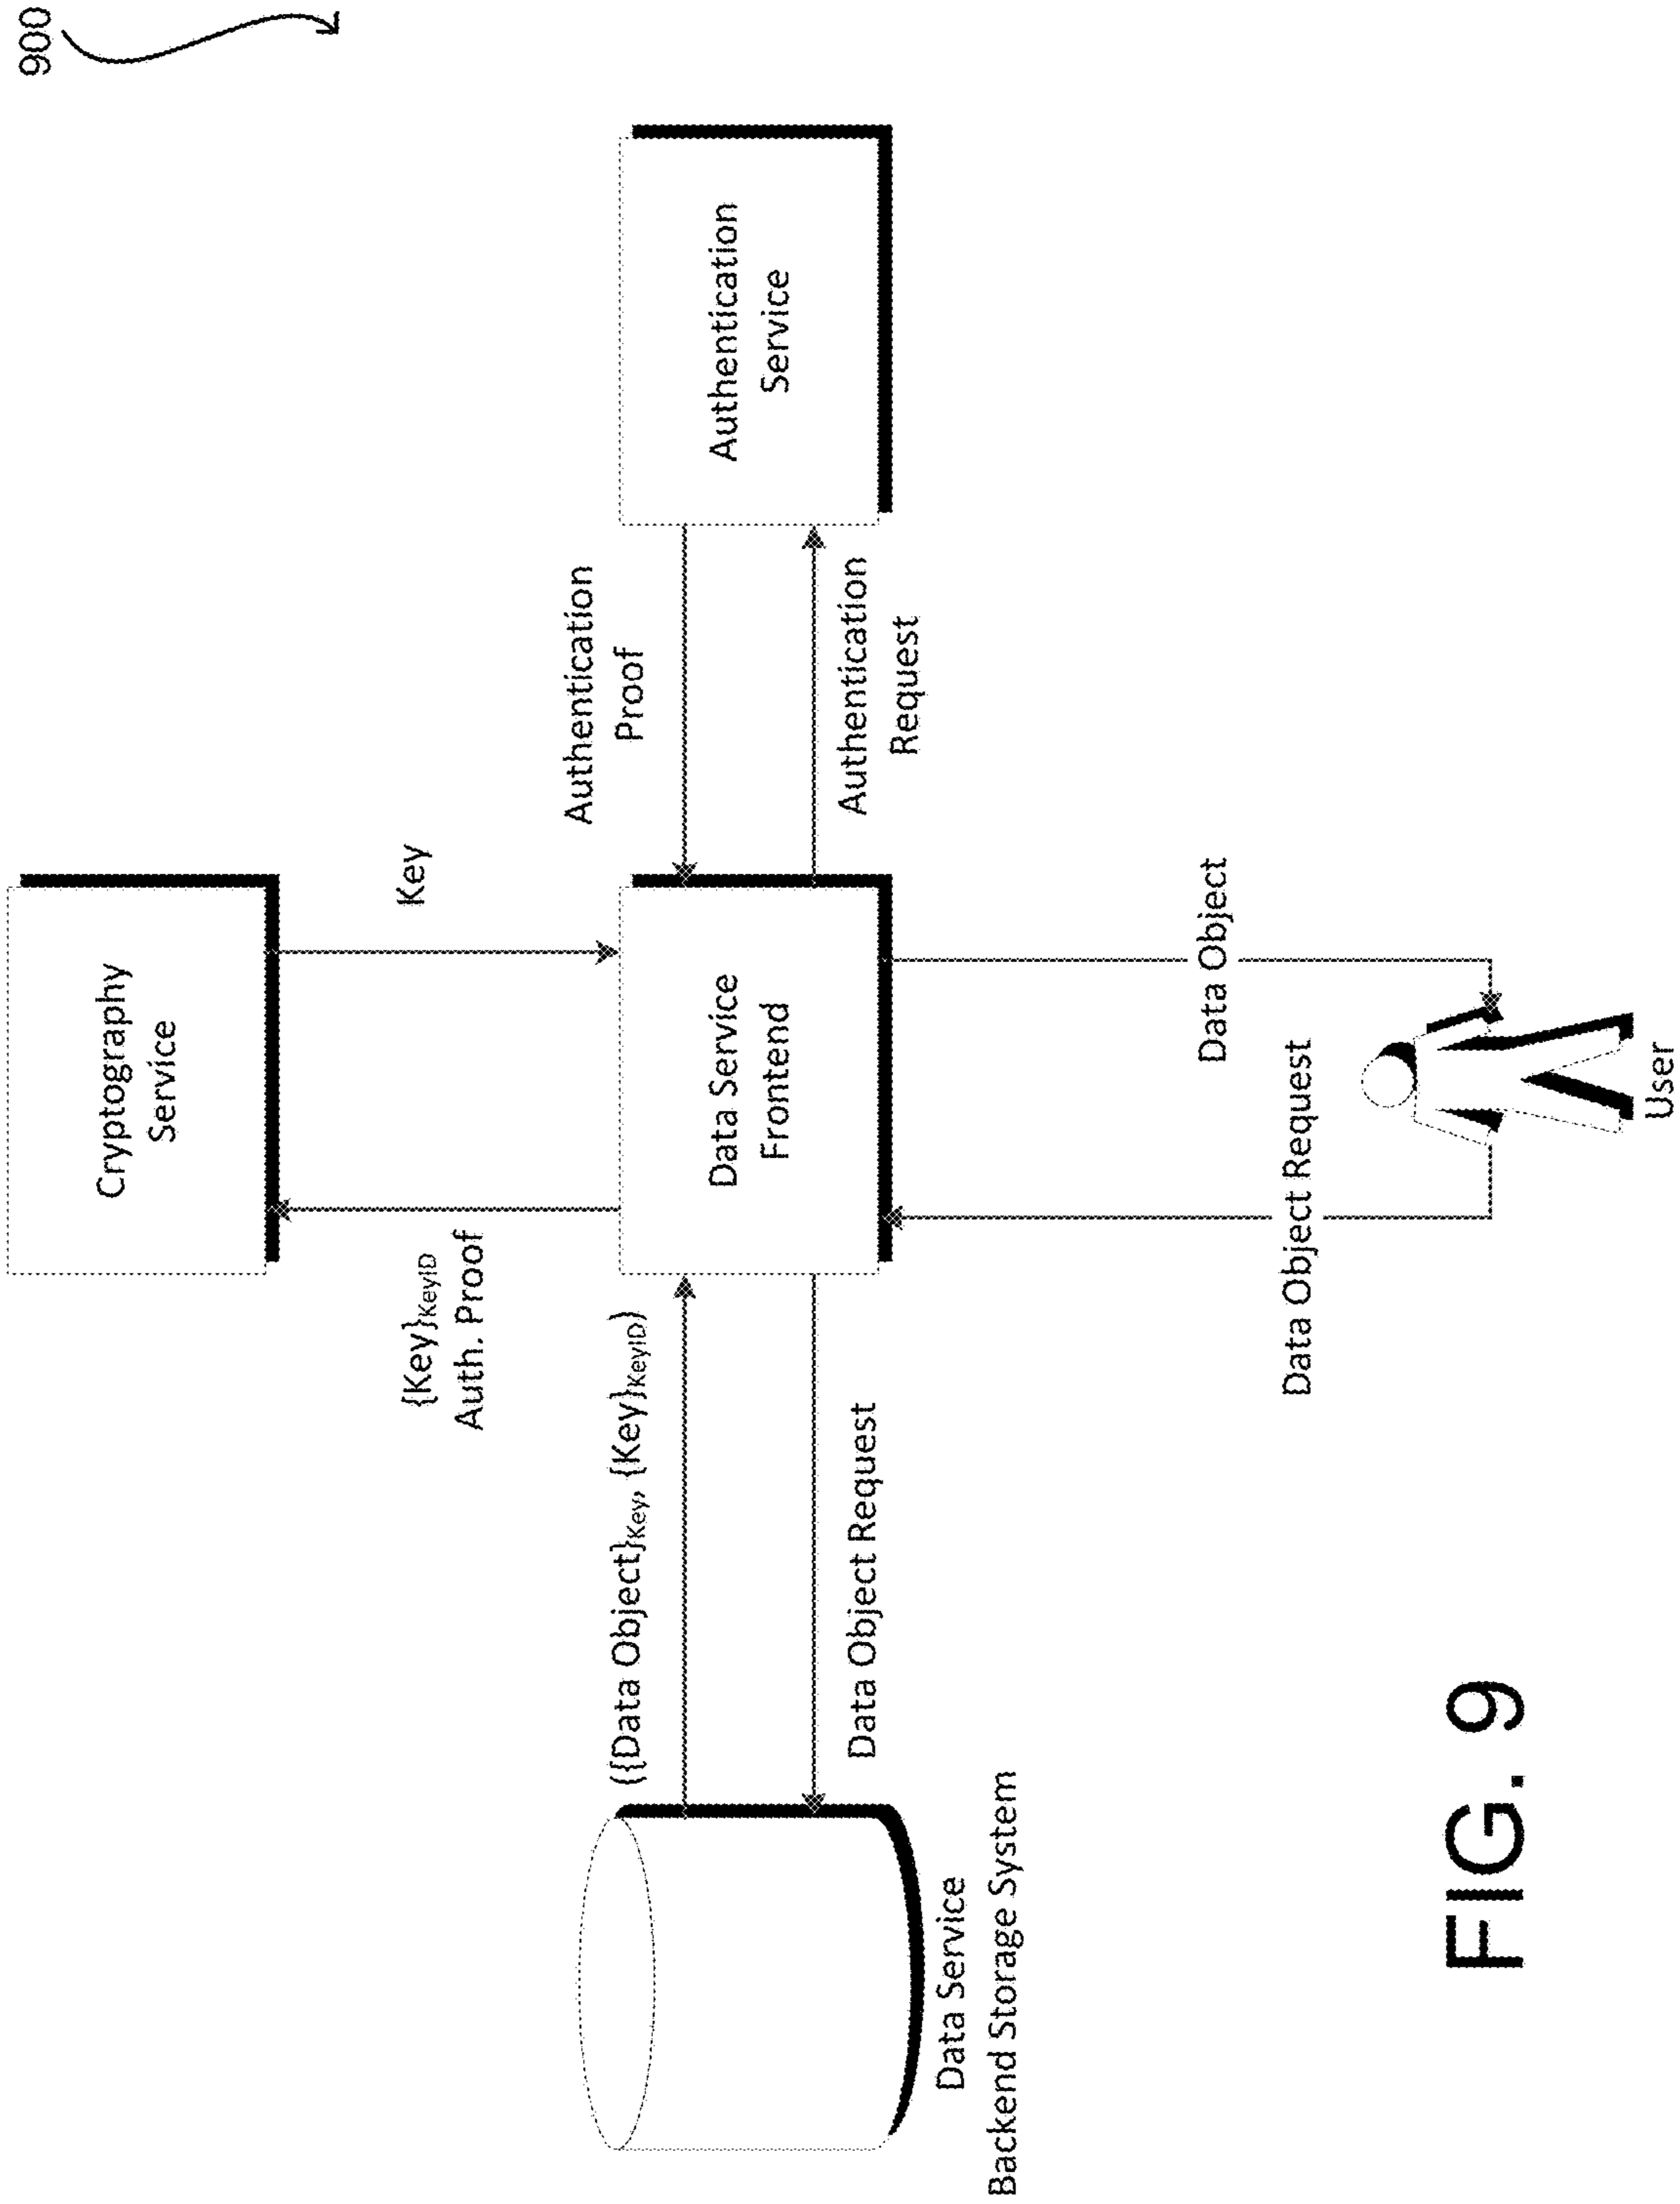 900
Cryptography
Service
{Key}KeyID
Auth. Proof
Key
({Data Object}Key, {Key}KeyID)
Data Object Request
Data Service
Frontend
Authentication
Proof
Authentication
Request
Authentication
Service
Data Service
Backend Storage System
Data Object Request
Data Object
User
FIG. 9